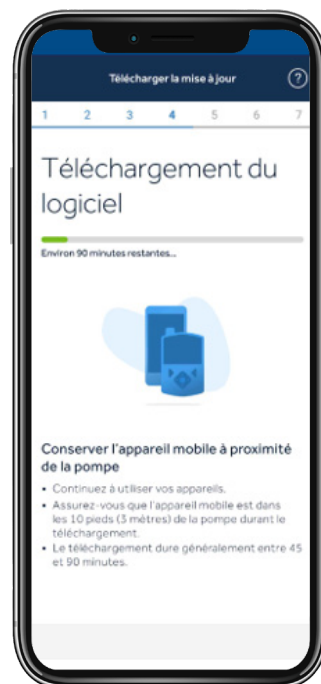 Télécharger la mise à jour
?
1 2 3 4 5 6 7
Téléchargement du
logiciel
Environ 90 minutes restantes...
Conserver l'appareil mobile à proximité
de la pompe
• Continuez à utiliser vos appareils.
• Assurez-vous que l'appareil mobile est dans
les 10 pieds (3 mètres) de la pompe durant le
téléchargement.
• Le téléchargement dure généralement entre 45
et 90 minutes.